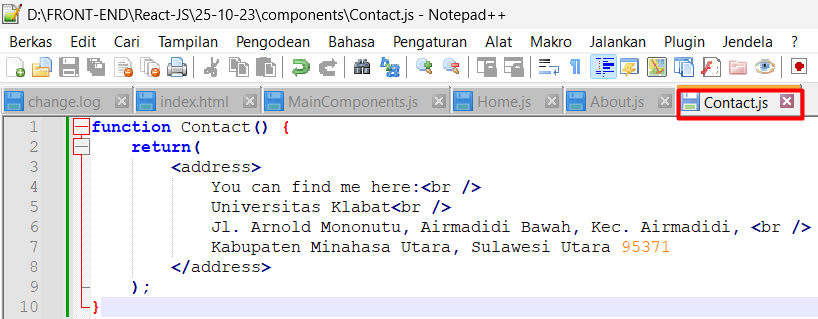 D:\FRONT-END\React-JS\25-10-23\components\Contact.js - Notepad++
Berkas Edit Cari Tampilan Pengodean Bahasa Pengaturan Alat Makro Jalankan Plugin Jendela ?
change.log index.html MainComponents.js Home.js About.js Contact.js
1 function Contact() {
2 return(
3 <address>
4 You can find me here:<br />
5 Universitas Klabat<br />
6 Jl. Arnold Mononutu, Airmadidi Bawah, Kec. Airmadidi, <br />
7 Kabupaten Minahasa Utara, Sulawesi Utara 95371
8 </address>
9 );
10 }